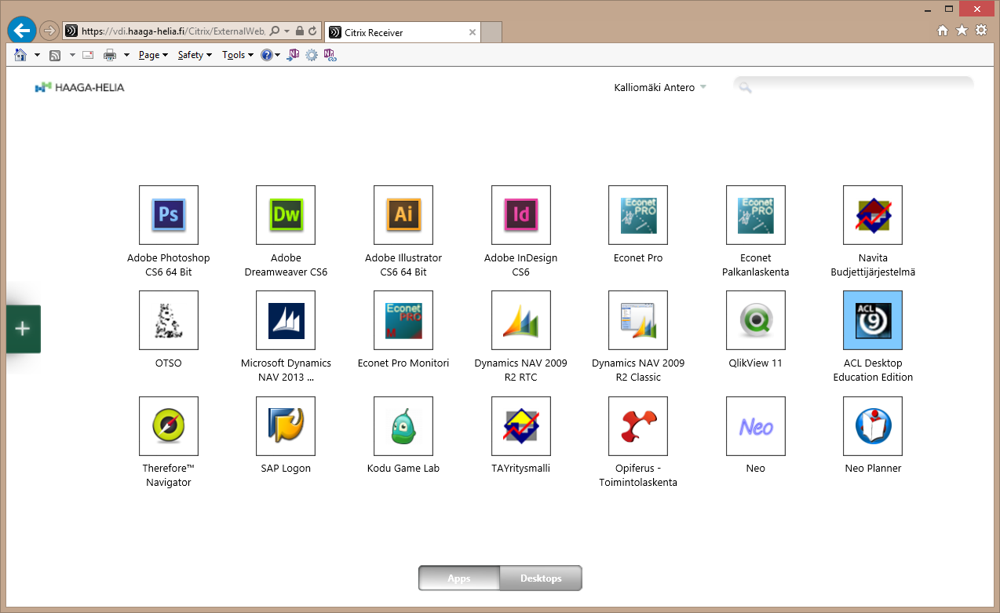 https://vdi.haaga-helia.fi/Citrix/ExternalWeb,
Citrix Receiver
Page
Safety
Tools
HAAGA-HELIA
Kalliomäki Antero
Ps
Dw
Ai
Id
Econet
PRO
Econet
PRO
Adobe Photoshop
CS6 64 Bit
Adobe
Dreamweaver CS6
Adobe Illustrator
CS6 64 Bit
Adobe InDesign
CS6
Econet Pro
Econet
Palkanlaskenta
Navita
Budjettijärjestelmä
Econet
PRO
M
ACL
9
OTSO
Microsoft Dynamics
NAV 2013 ...
Econet Pro Monitori
Dynamics NAV 2009
R2 RTC
Dynamics NAV 2009
R2 Classic
QlikView 11
ACL Desktop
Education Edition
Neo
Therefore™
Navigator
SAP Logon
Kodu Game Lab
TAYritysmalli
Opiferus -
Toimintolaskenta
Neo
Neo Planner
Apps
Desktops